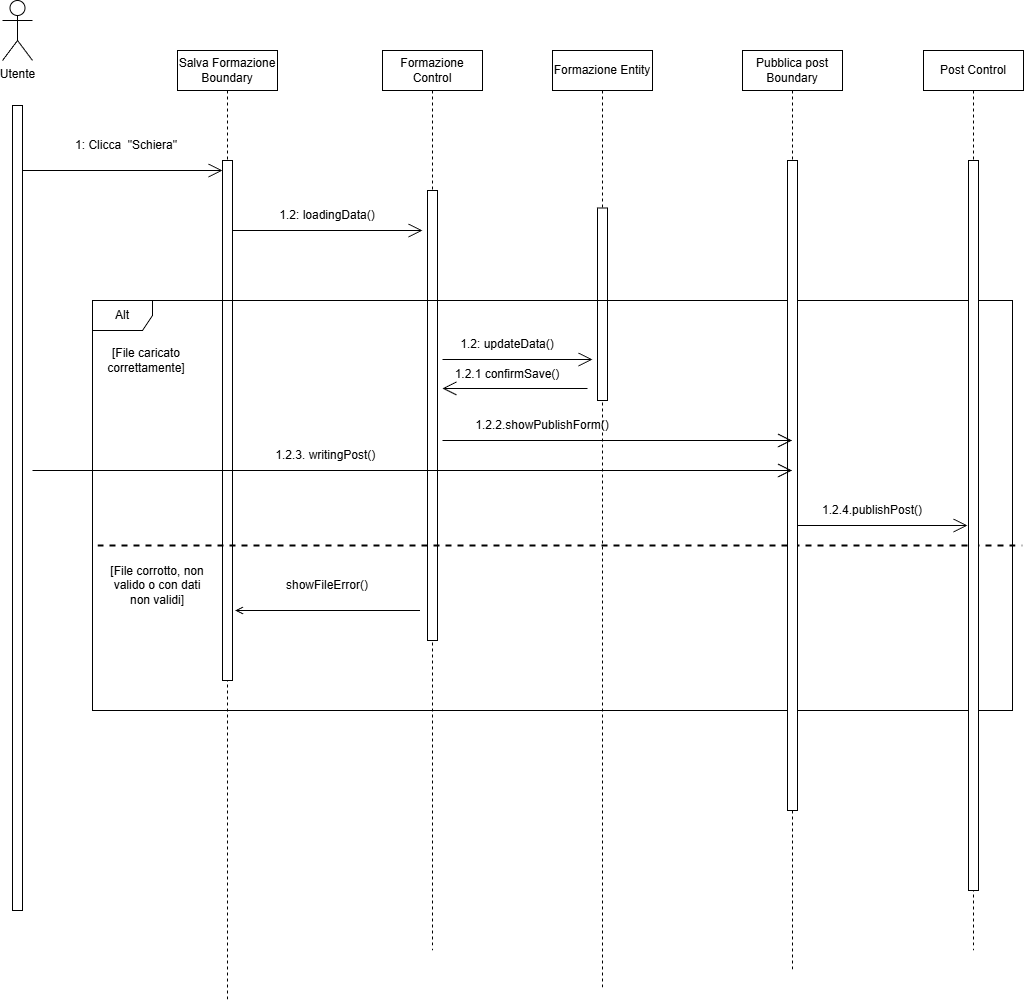 Utente
Salva Formazione
Boundary
Formazione
Control
Formazione Entity
Pubblica post
Boundary
Post Control
1: Clicca  "Schiera"
1.2: loadingData()
Alt
[File caricato
correttamente]
1.2: updateData()
1.2.1 confirmSave()
1.2.2.showPublishForm()
1.2.3. writingPost()
1.2.4.publishPost()
[File corrotto, non
valido o con dati
non validi]
showFileError()